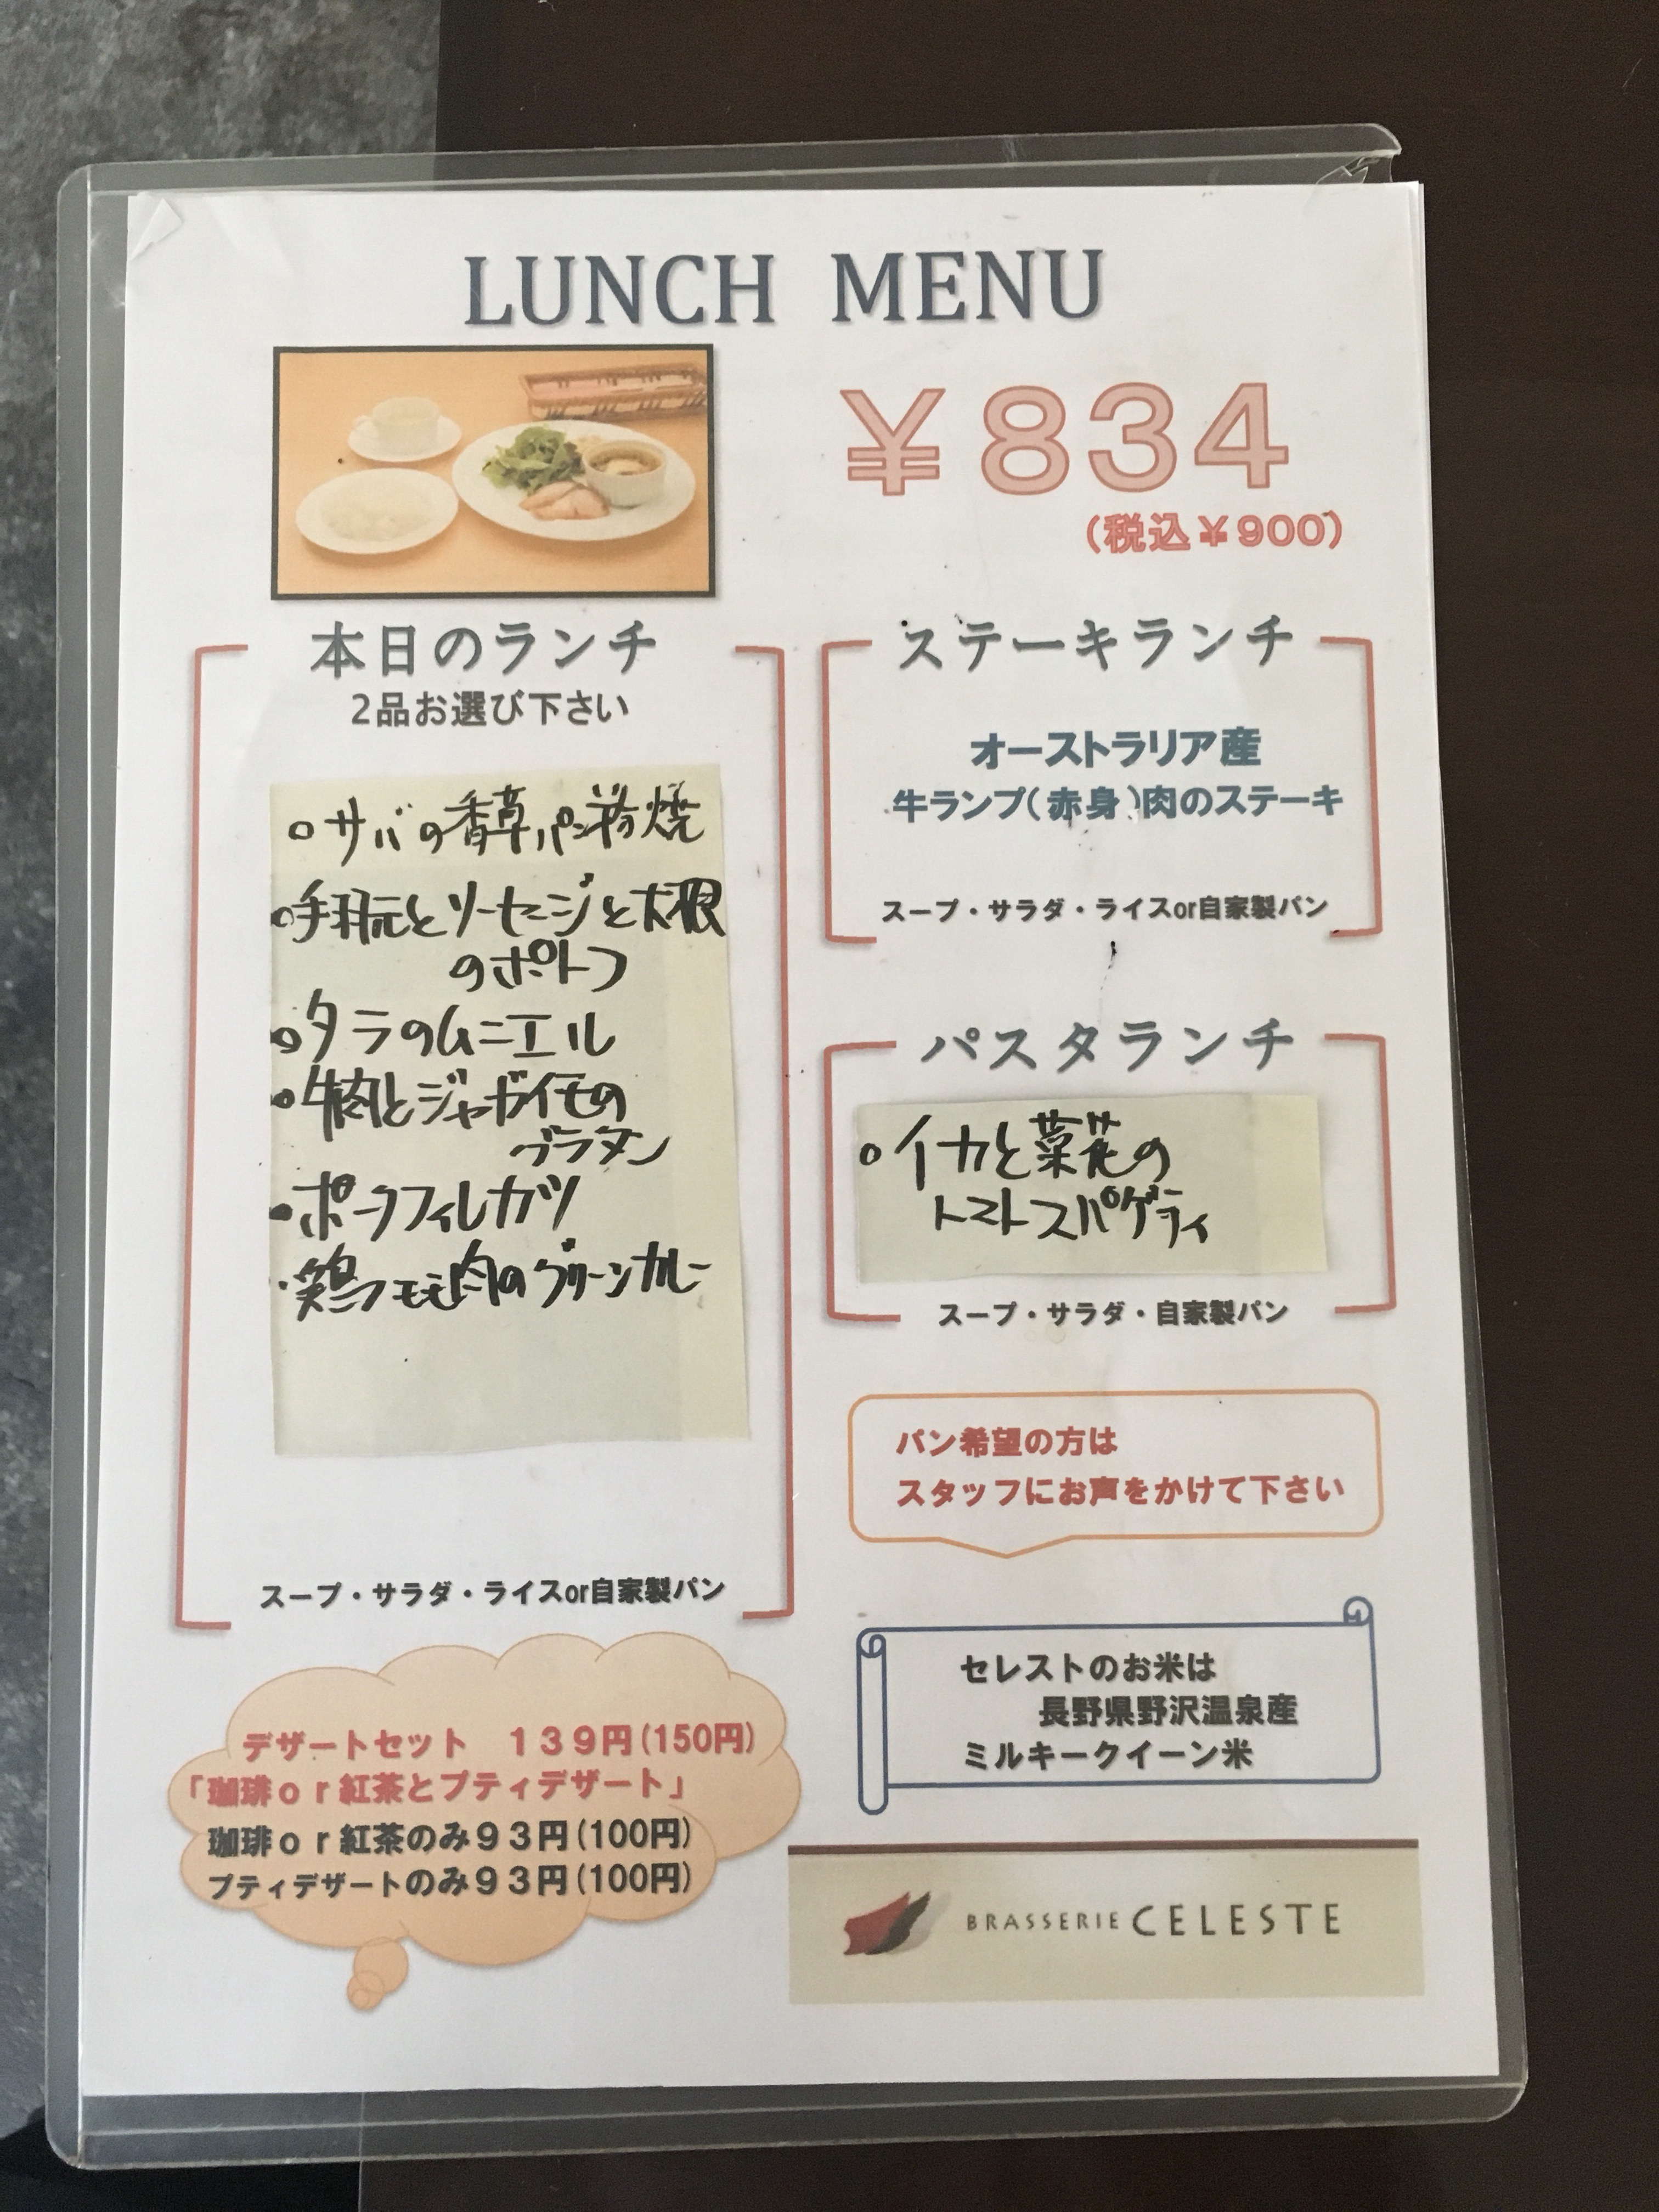 LUNCH MENU
￥834
(税込￥900)
本日のランチ
2品お選び下さい
○サバの香草パン粉焼
○手羽元とソーセージと大根
のポトフ
○タラのムニエル
○牛肉とジャガイモの
グラタン
・ポークフィレカツ
・鶏モモ肉のグリーンカレー
スープ・サラダ・ライスor自家製パン
ステーキランチ
オーストラリア産
牛ランプ(赤身)肉のステーキ
スープ・サラダ・ライスor自家製パン
パスタランチ
○イカと菜花の
トマトスパゲティ
スープ・サラダ・自家製パン
パン希望の方は
スタッフにお声をかけて下さい
セレストのお米は
長野県野沢温泉産
ミルキークイーン米
デザートセット　１３９円(150円)
「珈琲ｏｒ紅茶とプティデザート」
珈琲ｏｒ紅茶のみ９３円(100円)
プティデザートのみ９３円(100円)
BRASSERIE CELESTE